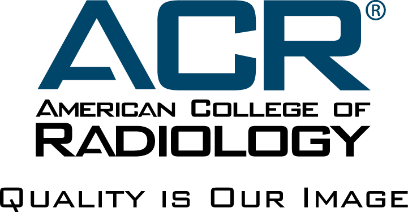 ACR®
AMERICAN COLLEGE OF
RADIOLOGY
QUALITY IS OUR IMAGE